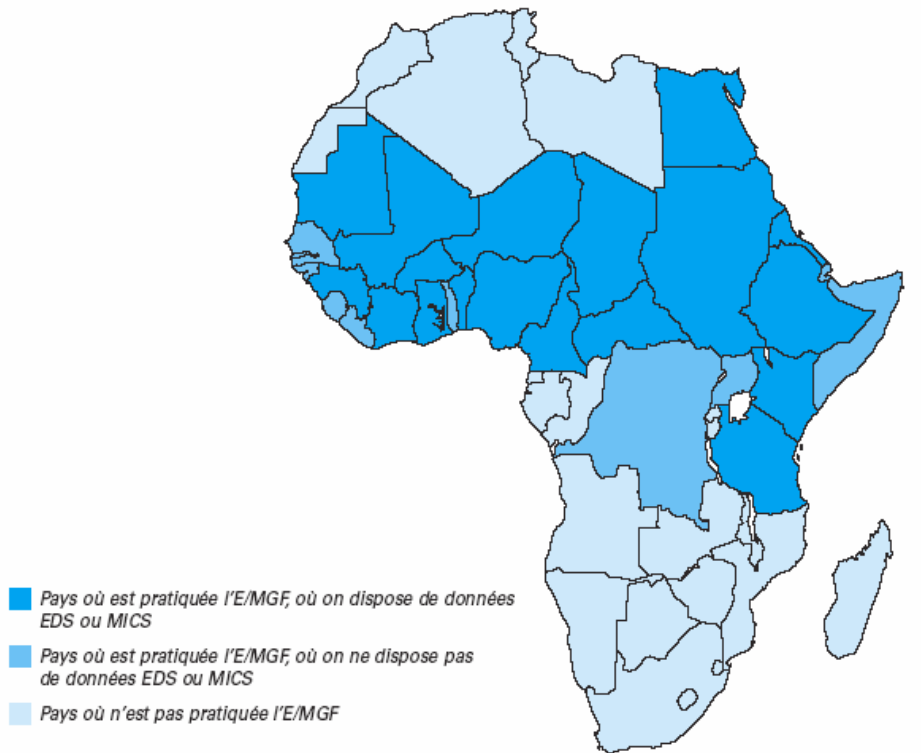 Pays où est pratiquée l'E/MGF, où on dispose de données
EDS ou MICS
Pays où est pratiquée l'E/MGF, où on ne dispose pas
de données EDS ou MICS
Pays où n'est pas pratiquée l'E/MGF